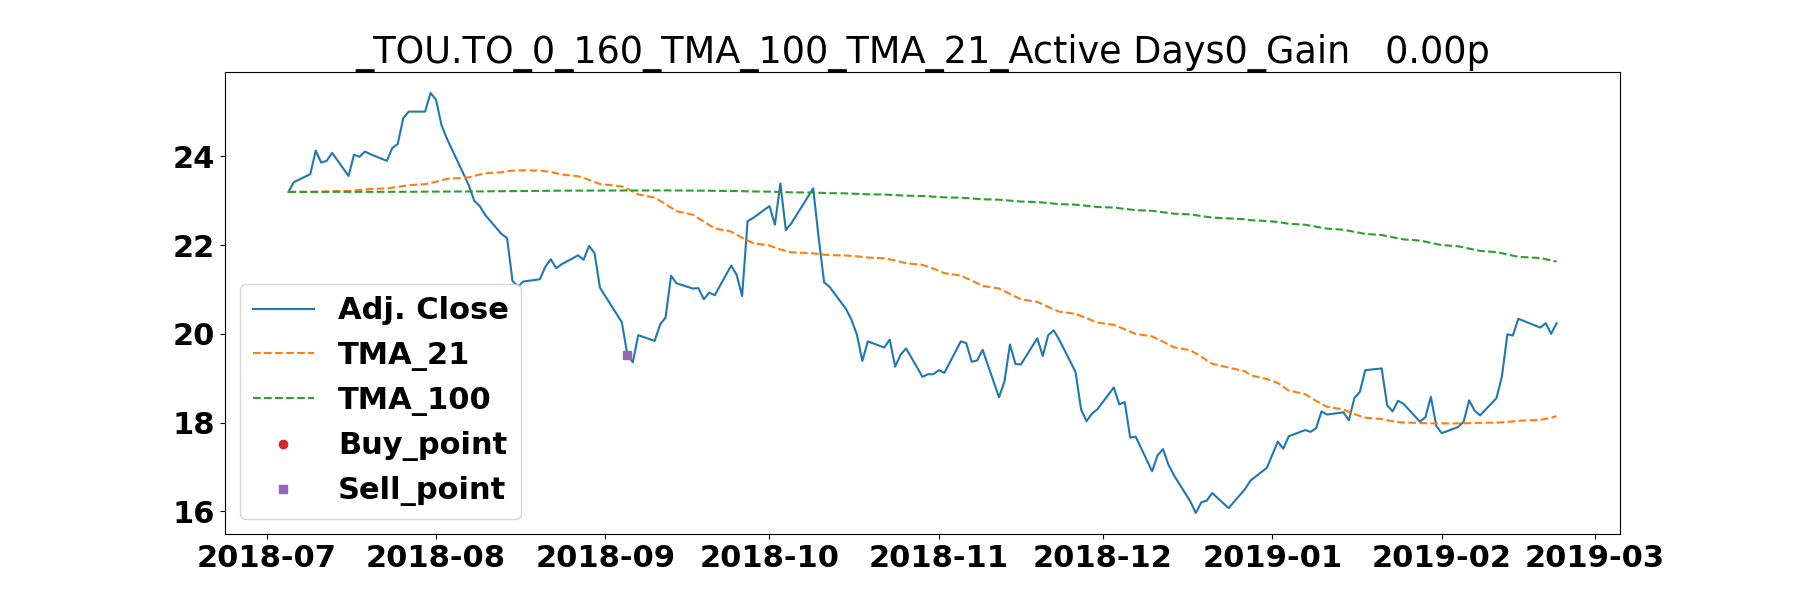 _TOU.TO_0_160_TMA_100_TMA_21_Active Days0_Gain   0.00p
24
22
20
18
16
Adj. Close
TMA_21
TMA_100
Buy_point
Sell_point
2018-07 2018-08 2018-09 2018-10 2018-11 2018-12 2019-01 2019-02 2019-03